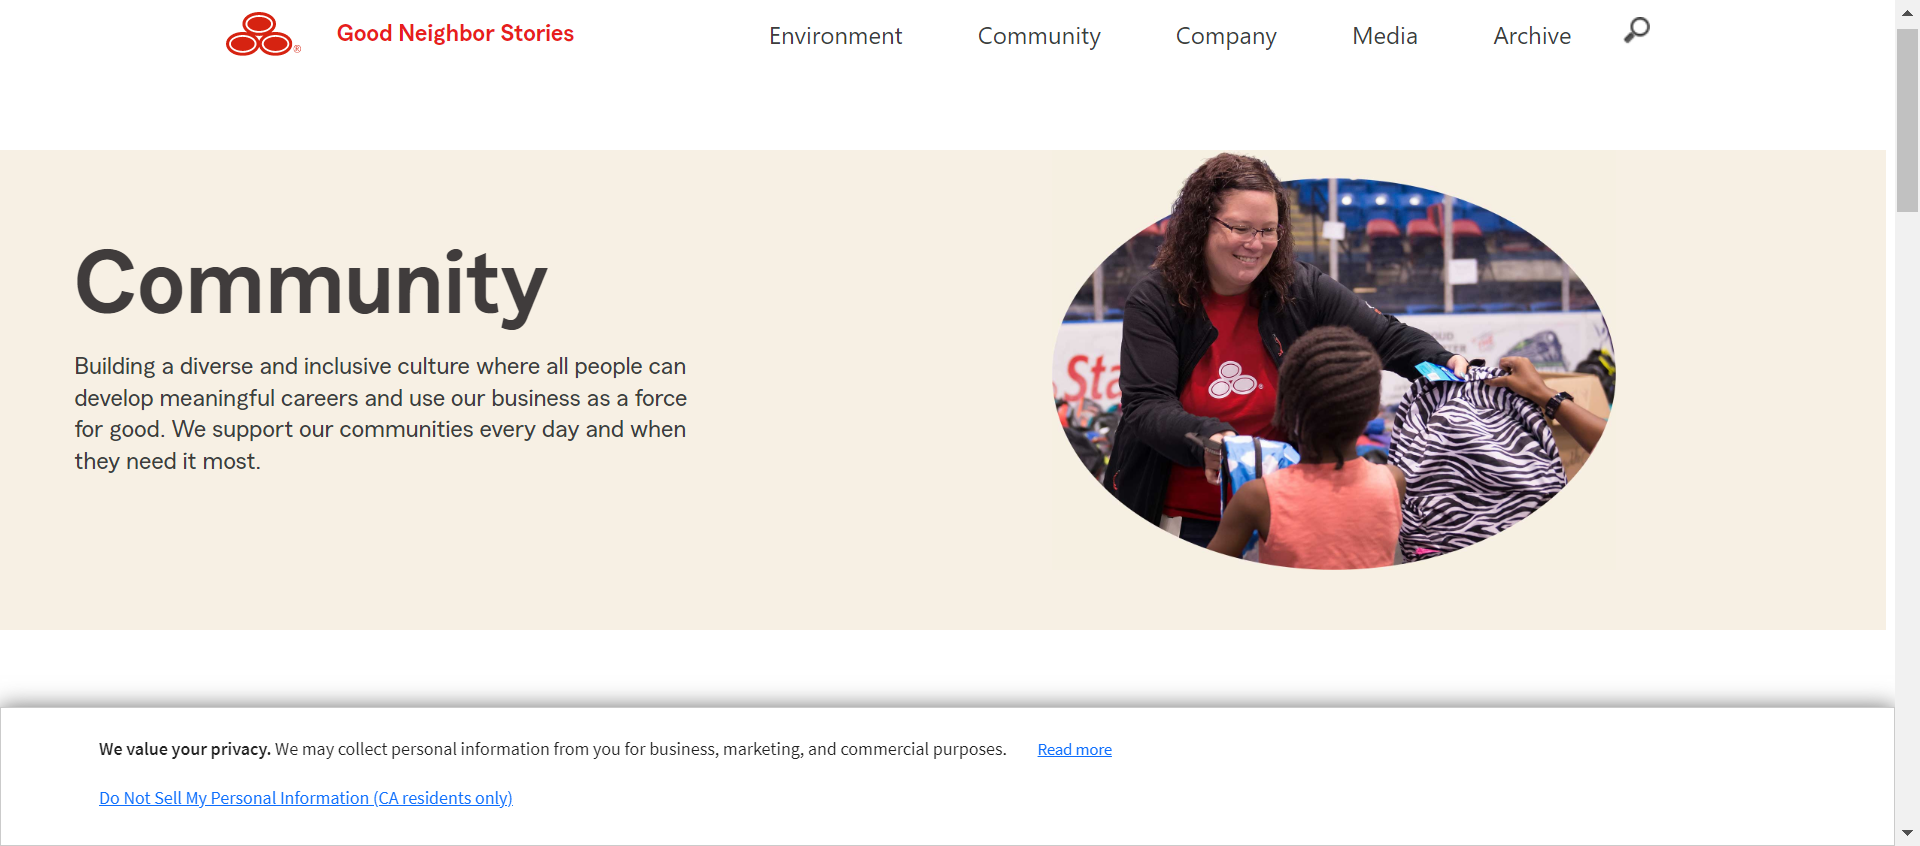 Good Neighbor Stories
Environment
Community
Company
Media
Archive
Community
Building a diverse and inclusive culture where all people can
develop meaningful careers and use our business as a force
for good. We support our communities every day and when
they need it most.
Sta
We value your privacy. We may collect personal information from you for business, marketing, and commercial purposes. Read more
Do Not Sell My Personal Information (CA residents only)